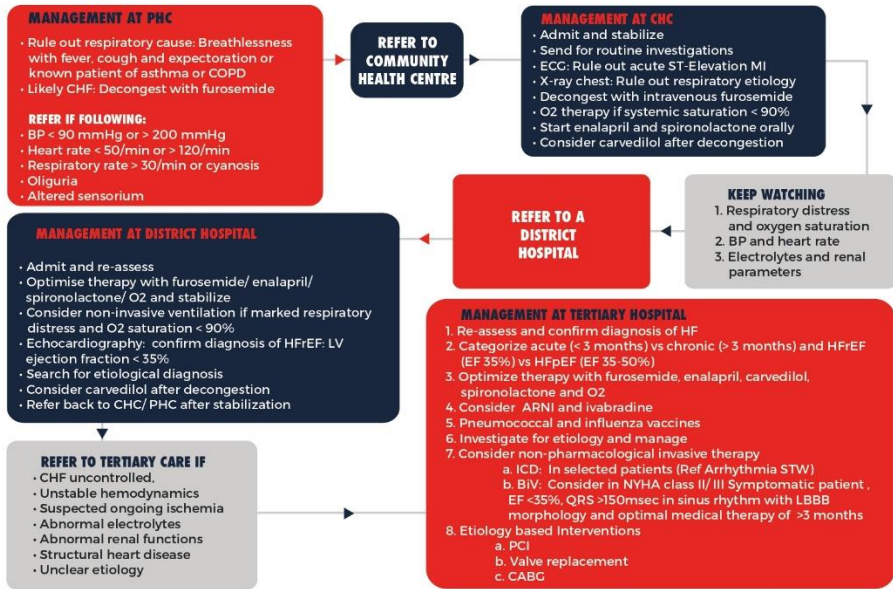 MANAGEMENT AT PHC
• Rule out respiratory cause: Breathlessness
with fever, cough and expectoration or
known patient of asthma or COPD
• Likely CHF: Decongest with furosemide
REFER IF FOLLOWING:
• BP < 90 mmHg or > 200 mmHg
• Heart rate < 50/min or > 120/min
• Respiratory rate > 30/min or cyanosis
• Oliguria
• Altered sensorium
REFER TO
COMMUNITY
HEALTH CENTRE
MANAGEMENT AT CHC
• Admit and stabilize
• Send for routine investigations
• ECG: Rule out acute ST-Elevation MI
• X-ray chest: Rule out respiratory etiology
• Decongest with intravenous furosemide
• O2 therapy if systemic saturation < 90%
• Start enalapril and spironolactone orally
• Consider carvedilol after decongestion
KEEP WATCHING
1. Respiratory distress
and oxygen saturation
2. BP and heart rate
3. Electrolytes and renal
parameters
REFER TO A
DISTRICT
HOSPITAL
MANAGEMENT AT DISTRICT HOSPITAL
• Admit and re-assess
• Optimise therapy with furosemide/ enalapril/
spironolactone/ O2 and stabilize
• Consider non-invasive ventilation if marked respiratory
distress and O2 saturation < 90%
• Echocardiography: confirm diagnosis of HFrEF: LV
ejection fraction < 35%
• Search for etiological diagnosis
• Consider carvedilol after decongestion
• Refer back to CHC/ PHC after stabilization
REFER TO TERTIARY CARE IF
• CHF uncontrolled,
• Unstable hemodynamics
• Suspected ongoing ischemia
• Abnormal electrolytes
• Abnormal renal functions
• Structural heart disease
• Unclear etiology
MANAGEMENT AT TERTIARY HOSPITAL
1. Re-assess and confirm diagnosis of HF
2. Categorize acute (< 3 months) vs chronic (> 3 months) and HFrEF
(EF 35%) vs HFpEF (EF 35-50%)
3. Optimize therapy with furosemide, enalapril, carvedilol,
spironolactone and O2
4. Consider ARNI and ivabradine
5. Pneumococcal and influenza vaccines
6. Investigate for etiology and manage
7. Consider non-pharmacological invasive therapy
a. ICD: In selected patients (Ref Arrhythmia STW)
b. BiV: Consider in NYHA class II/ III Symptomatic patient ,
EF <35%, QRS >150msec in sinus rhythm with LBBB
morphology and optimal medical therapy of >3 months
8. Etiology based Interventions
a. PCI
b. Valve replacement
c. CABG